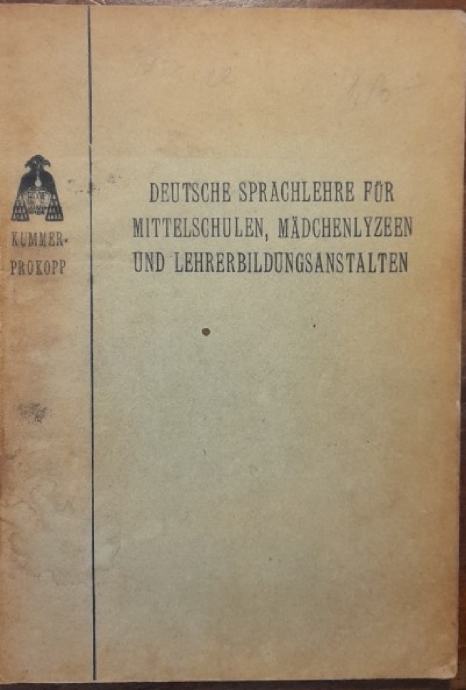 KUMMER-
PROKOPP
DEUTSCHE SPRACHLEHRE FÜR
MITTELSCHULEN, MÄDCHENLYZEEN
UND LEHRERBILDUNGSANSTALTEN